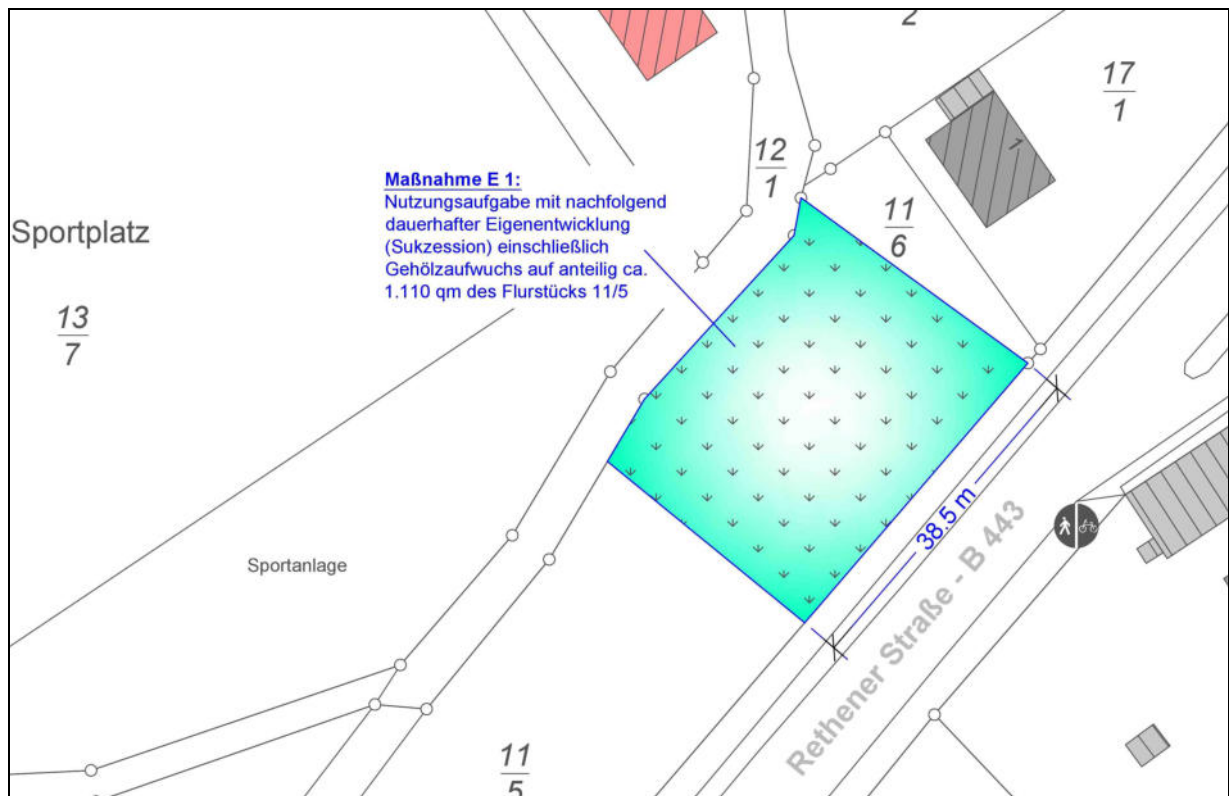 2
17
1
12
1
Maßnahme E 1:
Nutzungsaufgabe mit nachfolgend
dauerhafter Eigenentwicklung
(Sukzession) einschließlich
Gehölzaufwuchs auf anteilig ca.
1.110 qm des Flurstücks 11/5
1
11
6
Sportplatz
13
7
38.5 m
Rethener Straße - B 443
Sportanlage
11
5